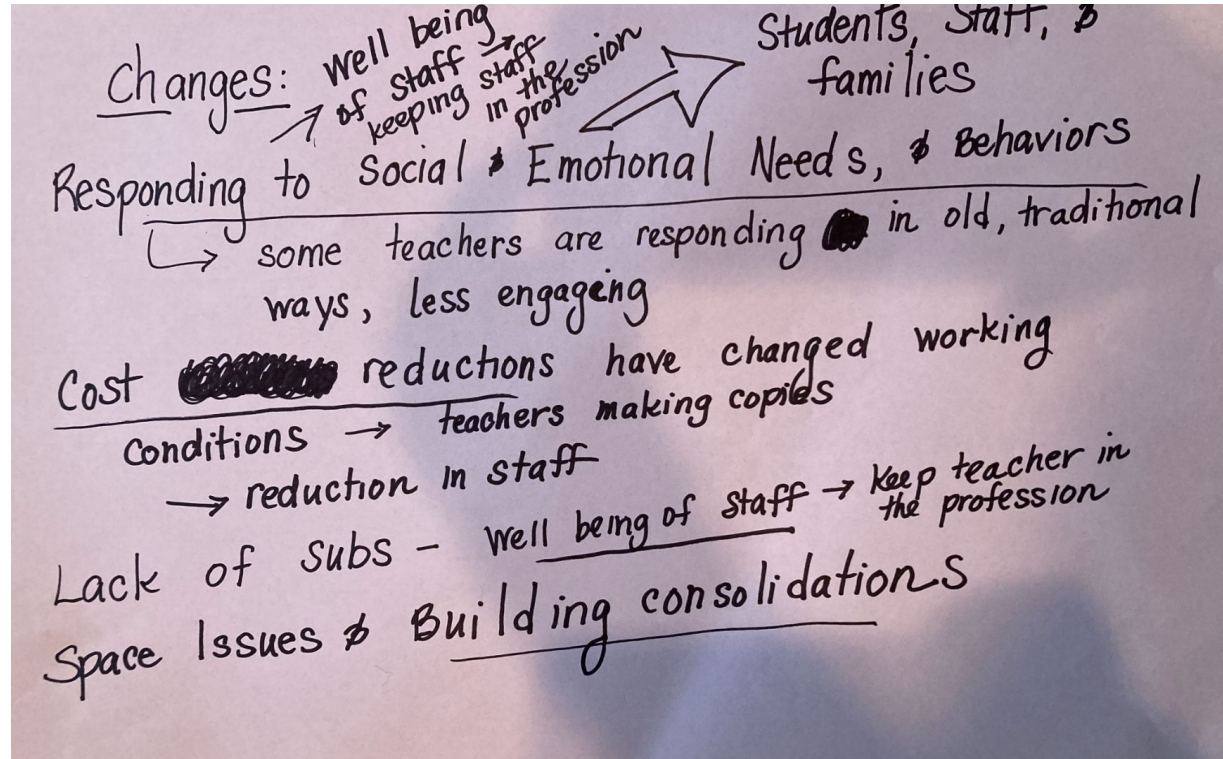 Changes:
Well being
of staff →
keeping staff
in the
profession
Students, Staff, &
families
Responding to Social & Emotional Needs, & Behaviors
some teachers are responding in old, traditional
ways, less engaging
Cost reductions have changed working
conditions → teachers making copies
→ reduction in staff
Lack of subs - Well being of staff → Keep teacher in
the profession
Space Issues & Building consolidations